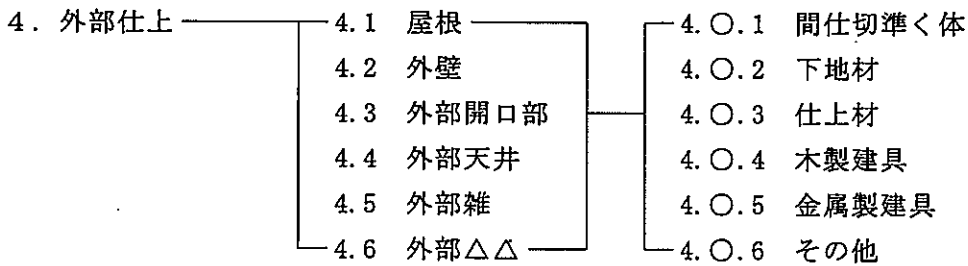 4．外部仕上 4.1 屋根 4.○.1 間仕切準く体
4.2 外壁 4.○.2 下地材
4.3 外部開口部 4.○.3 仕上材
4.4 外部天井 4.○.4 木製建具
4.5 外部雑 4.○.5 金属製建具
4.6 外部△△ 4.○.6 その他